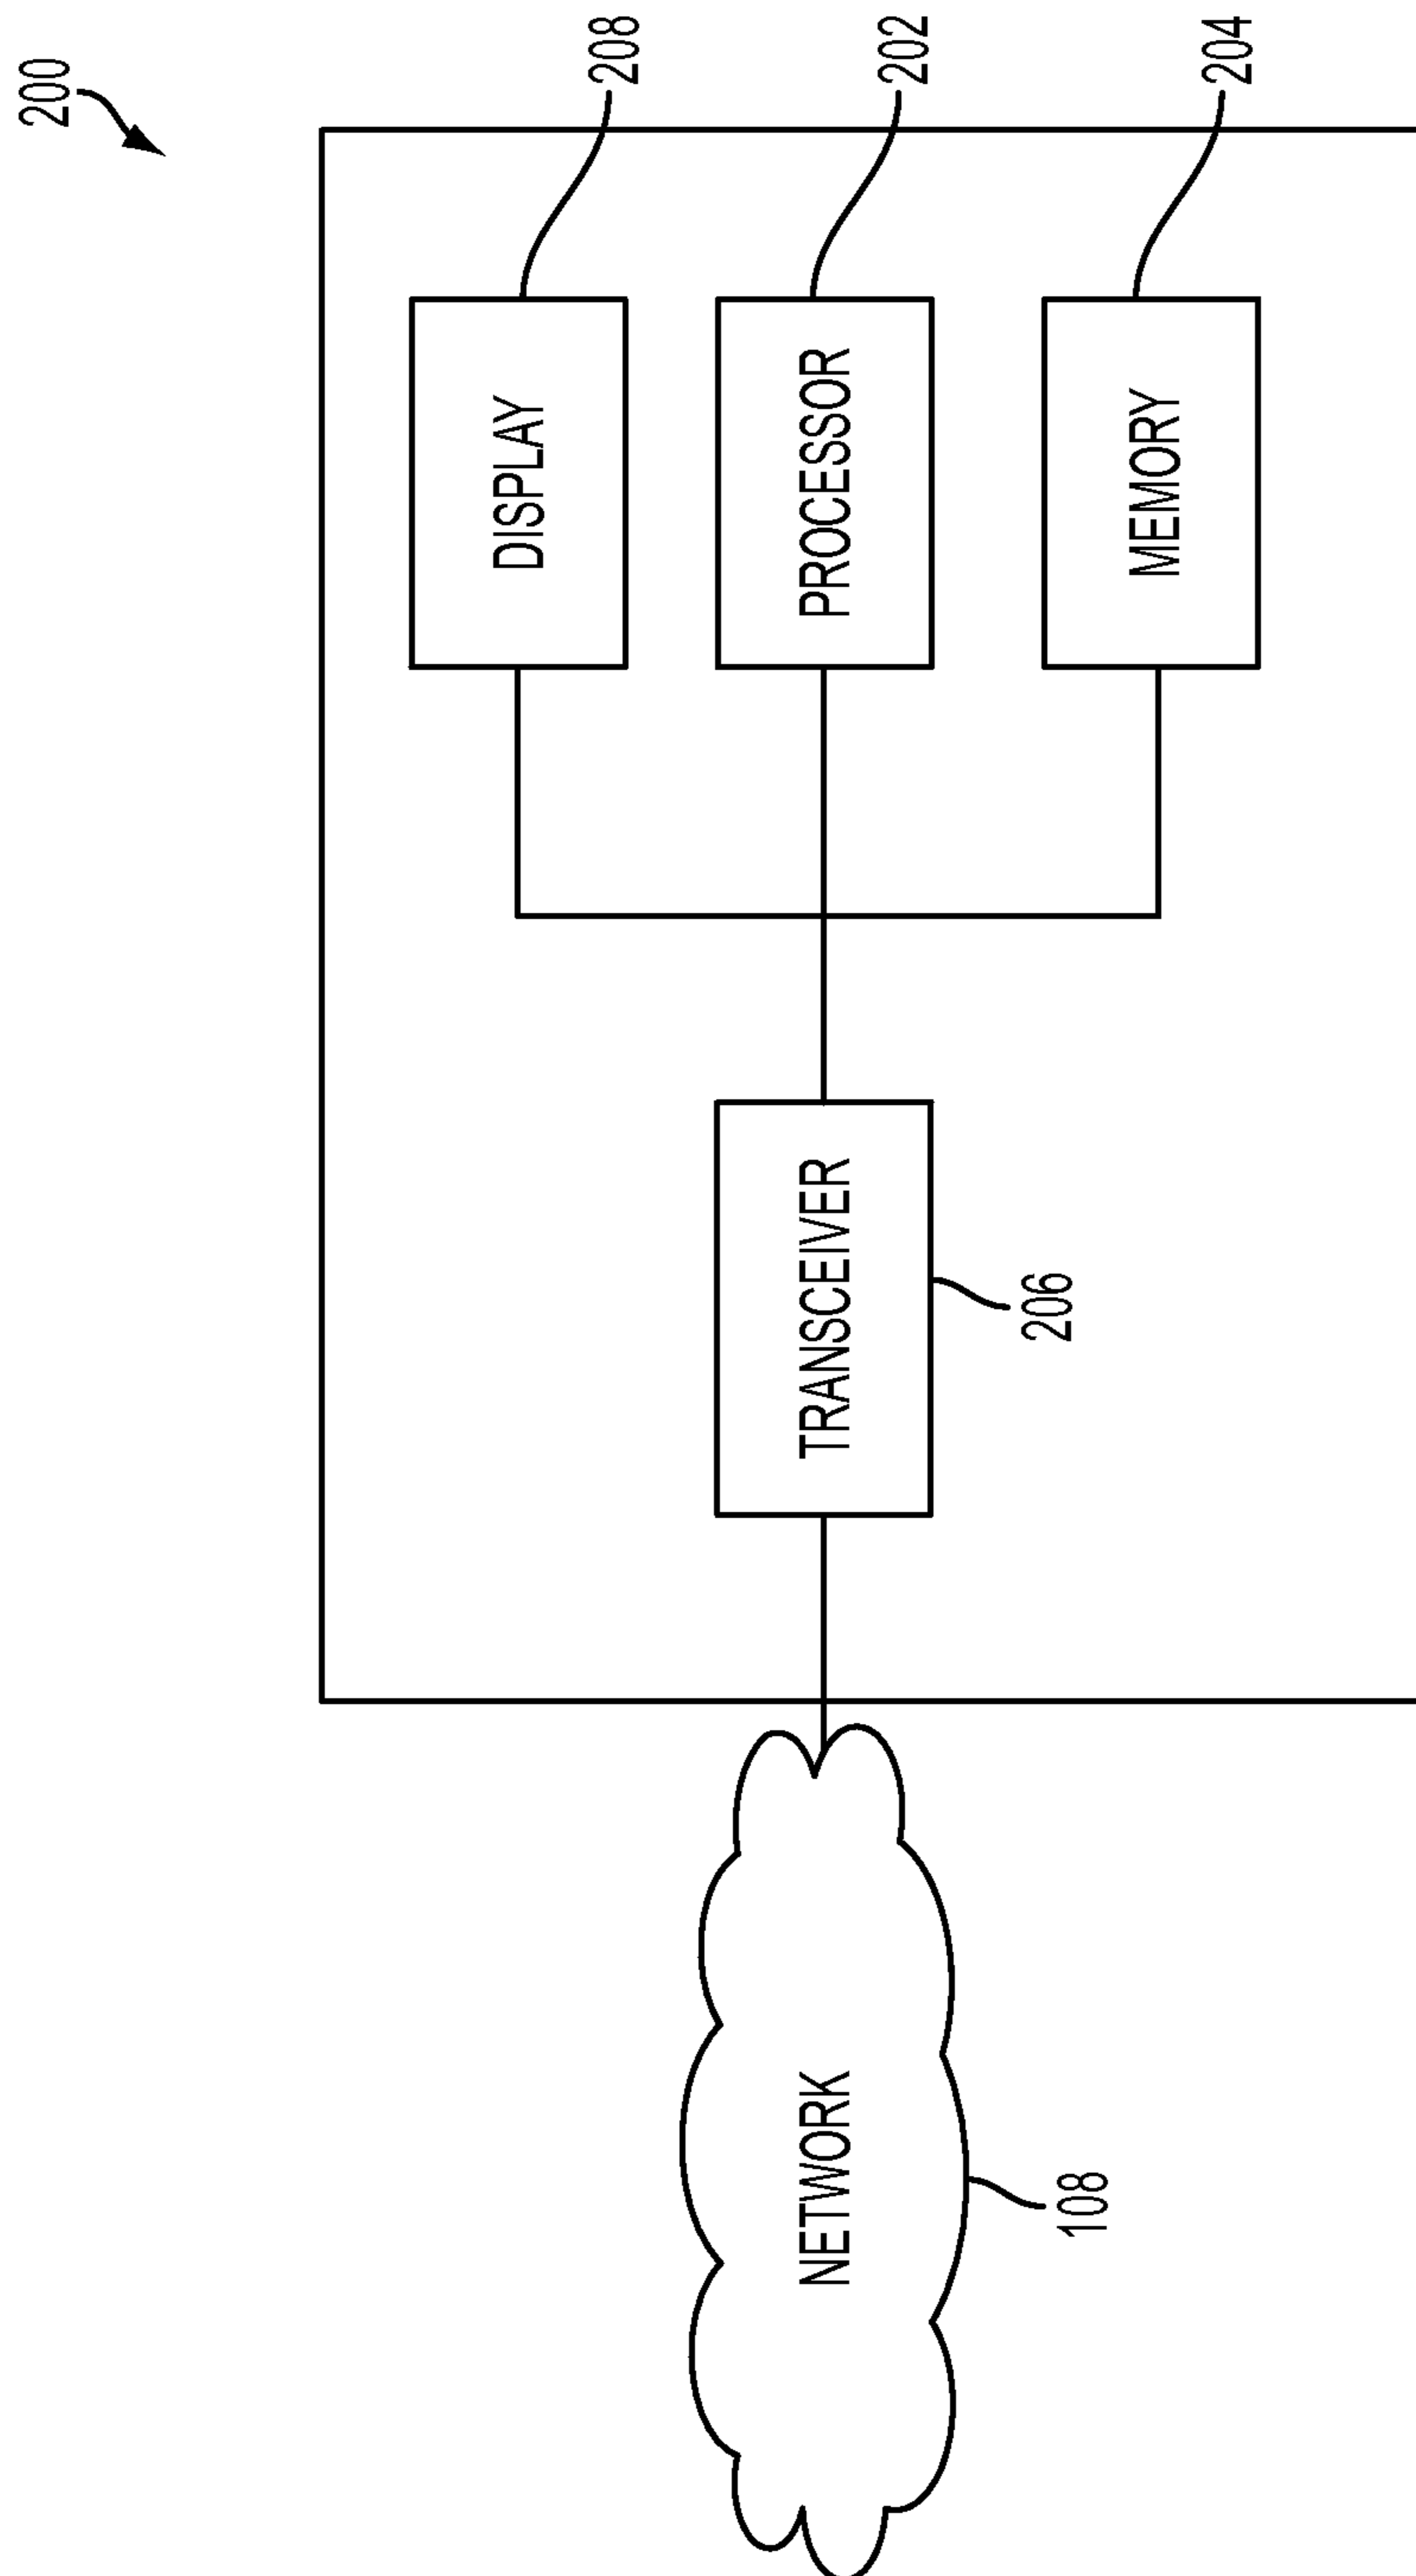 200
DISPLAY
208
PROCESSOR
202
MEMORY
204
TRANSCEIVER
206
NETWORK
108